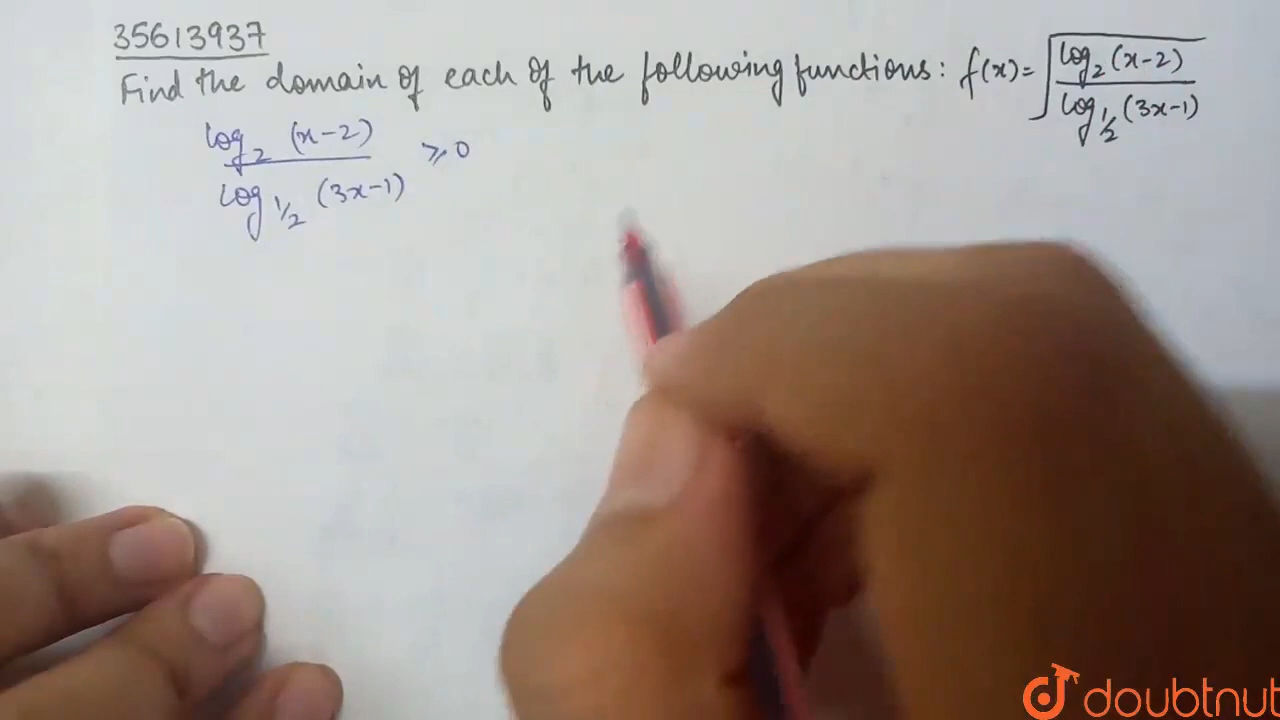 35613937
Find the domain of each of the following functions: f(x)=√(log₂(x-2)/log₁/₂(3x-1))
log₂(x-2)/log₁/₂(3x-1) ≥0
doubtnut